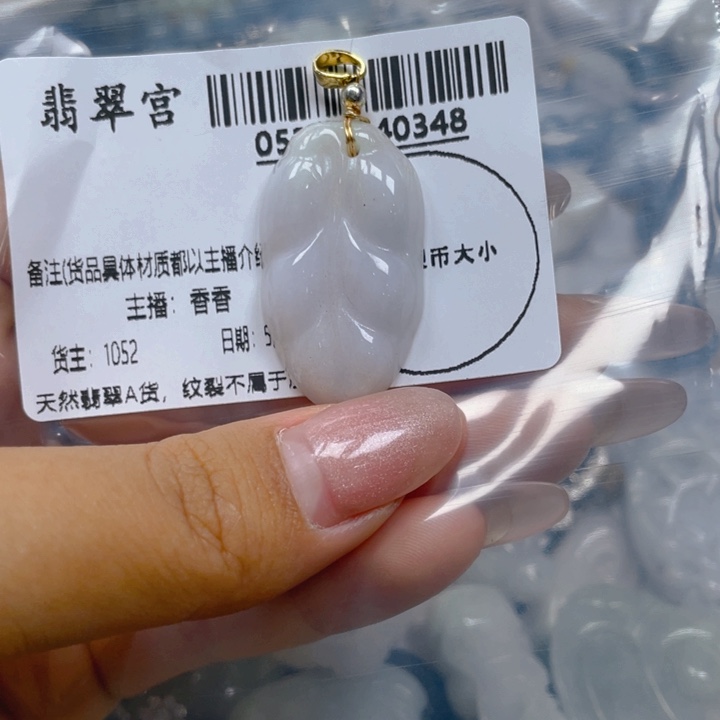 翡翠宫
05 40348
备注(货品具体材质都以主播介绍 币大小
主播：香香
货主：1052 日期：5
天然翡翠A货，纹裂不属于